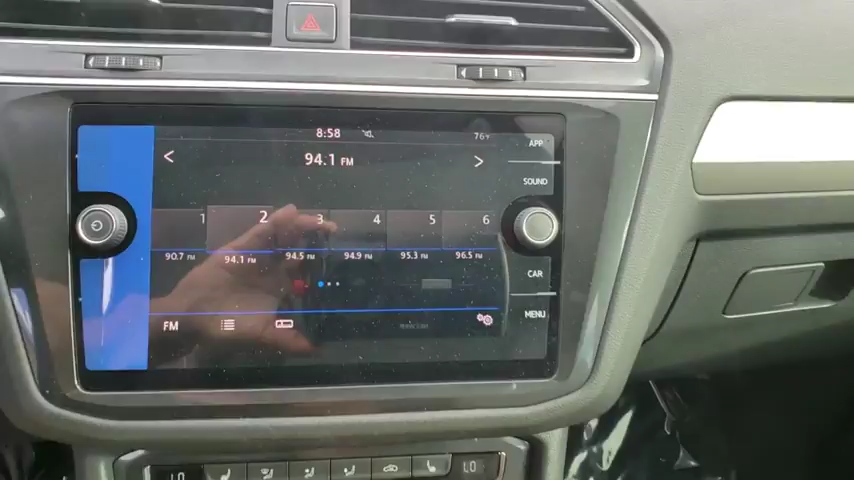 8:58 76°F APP
94.1 FM
SOUND
1 2 3 4 5 6
90.7 FM 94.1 FM 94.5 FM 94.9 FM 95.3 FM 96.5 FM
CAR
MENU
FM
LO LO